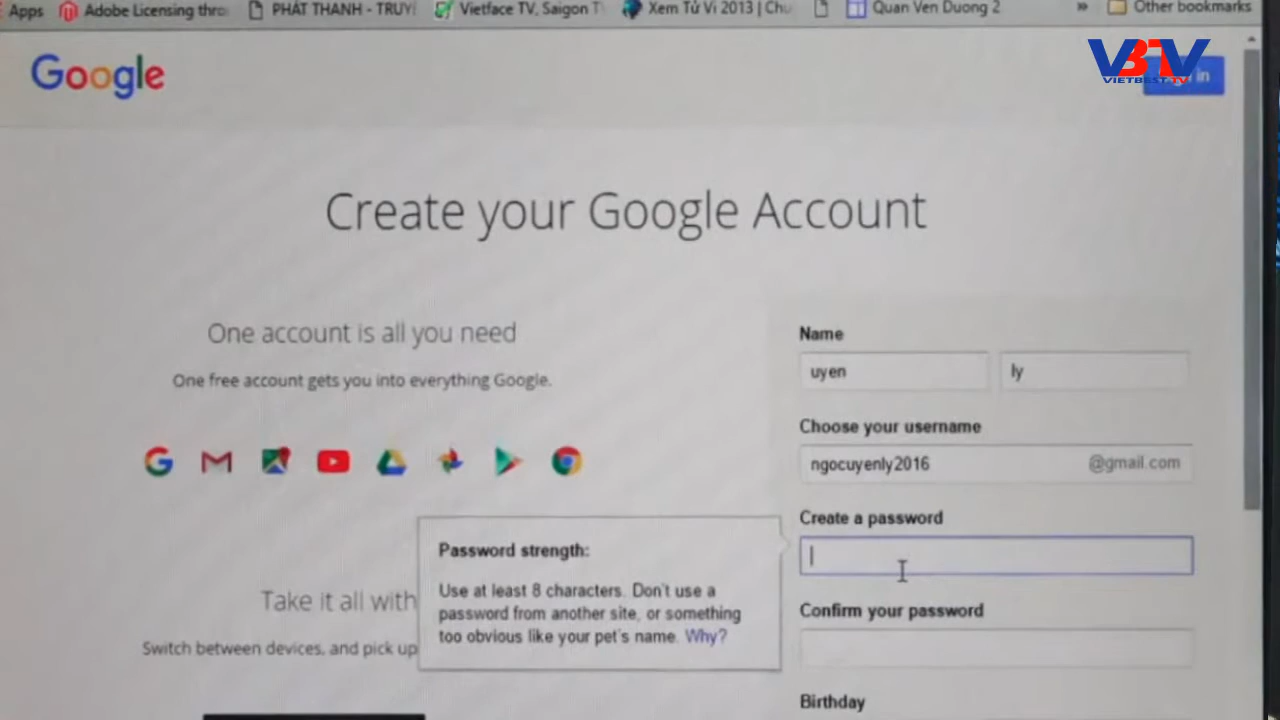 Apps Adobe Licensing thro PHÁT THANH - TRUY Vietface TV, Saigon T Xem Tử Vi 2013 | Chu Quan Ven Duong 2 » Other bookmarks
Google
VBTV
VIETBEST TV
in
Create your Google Account
One account is all you need
One free account gets you into everything Google.
Name
uyen ly
Choose your username
ngocuyenly2016 @gmail.com
Create a password
Password strength:
Use at least 8 characters. Don't use a
password from another site, or something
too obvious like your pet's name. Why?
Confirm your password
Take it all with
Switch between devices, and pick up
Birthday